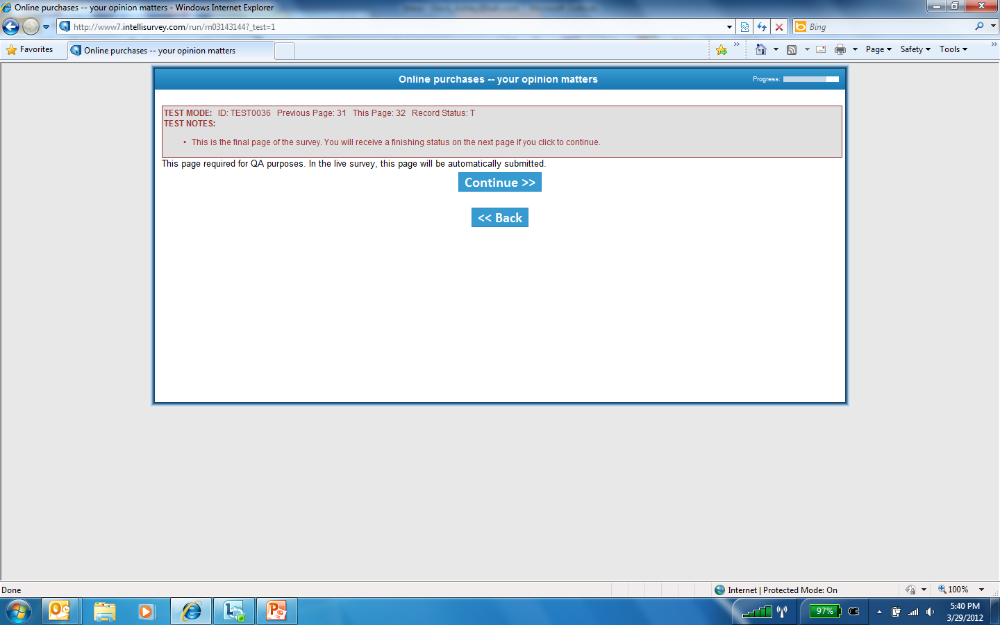 Online purchases -- your opinion matters - Windows Internet Explorer
http://www7.intellisurvey.com/run/rn03143144?_test=1
Bing
Favorites
Online purchases -- your opinion matters
Page
Safety
Tools
Online purchases -- your opinion matters
Progress:
TEST MODE: ID: TEST0036 Previous Page: 31 This Page: 32 Record Status: T
TEST NOTES:
• This is the final page of the survey. You will receive a finishing status on the next page if you click to continue.
This page required for QA purposes. In the live survey, this page will be automatically submitted.
Continue >>
<< Back
Done
Internet | Protected Mode: On
100%
97%
5:40 PM
3/29/2012